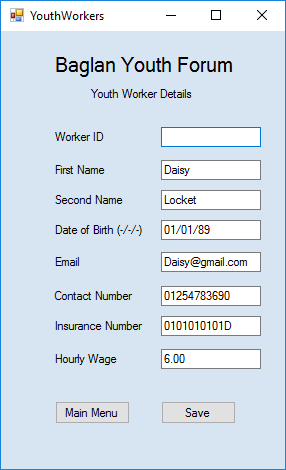 YouthWorkers
Baglan Youth Forum
Youth Worker Details
Worker ID
First Name Daisy
Second Name Locket
Date of Birth (-/-/-) 01/01/89
Email Daisy@gmail.com
Contact Number 01254783690
Insurance Number 0101010101D
Hourly Wage 6.00
Main Menu Save